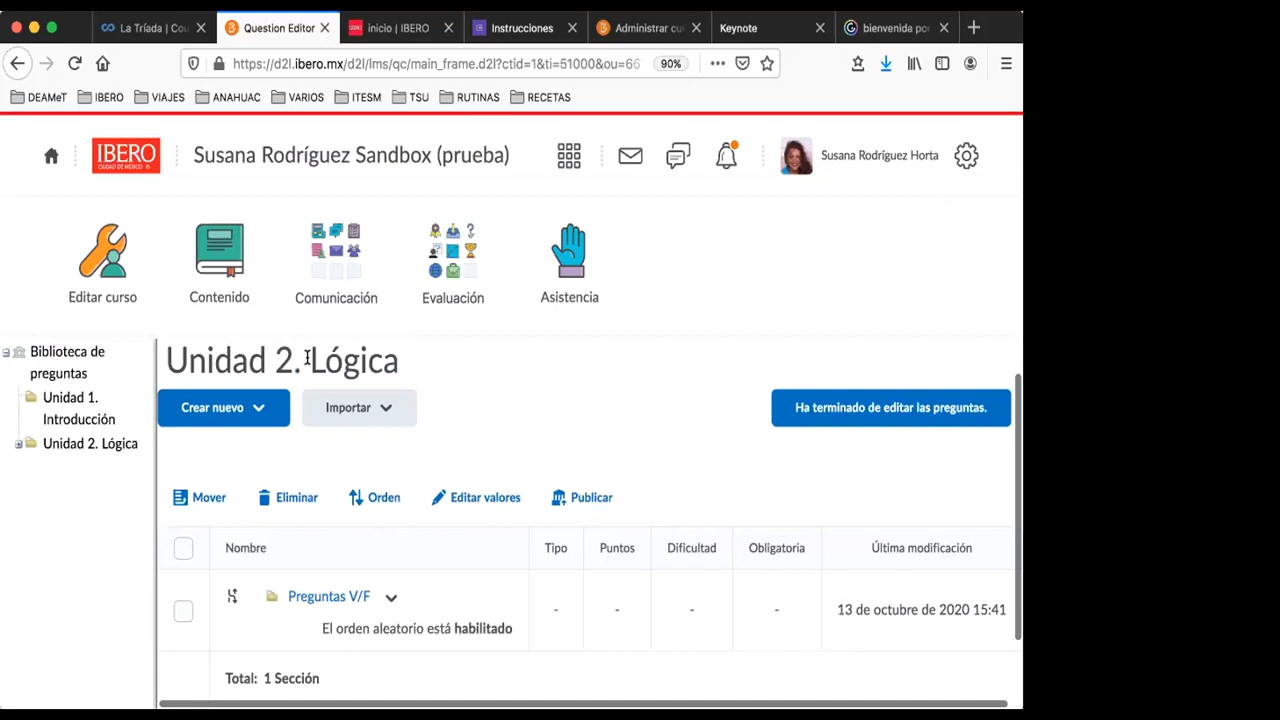 La Tríada | Cou
Question Editor
inicio | IBERO
Instrucciones
Administrar cu
Keynote
bienvenida po
https://d2l.ibero.mx/d2l/lms/qc/main_frame.d2l?ctid=1&ti=51000&ou=66
90%
DEAMeT
IBERO
VIAJES
ANAHUAC
VARIOS
ITESM
TSU
RUTINAS
RECETAS
IBERO
CIUDAD DE MÉXICO
Susana Rodríguez Sandbox (prueba)
Susana Rodríguez Horta
Editar curso
Contenido
Comunicación
Evaluación
Asistencia
Biblioteca de
preguntas
Unidad 1.
Introducción
Unidad 2. Lógica
Unidad 2. Lógica
Crear nuevo
Importar
Ha terminado de editar las preguntas.
Mover
Eliminar
Orden
Editar valores
Publicar
Nombre
Tipo
Puntos
Dificultad
Obligatoria
Última modificación
Preguntas V/F
- - - -
13 de octubre de 2020 15:41
El orden aleatorio está habilitado
Total: 1 Sección